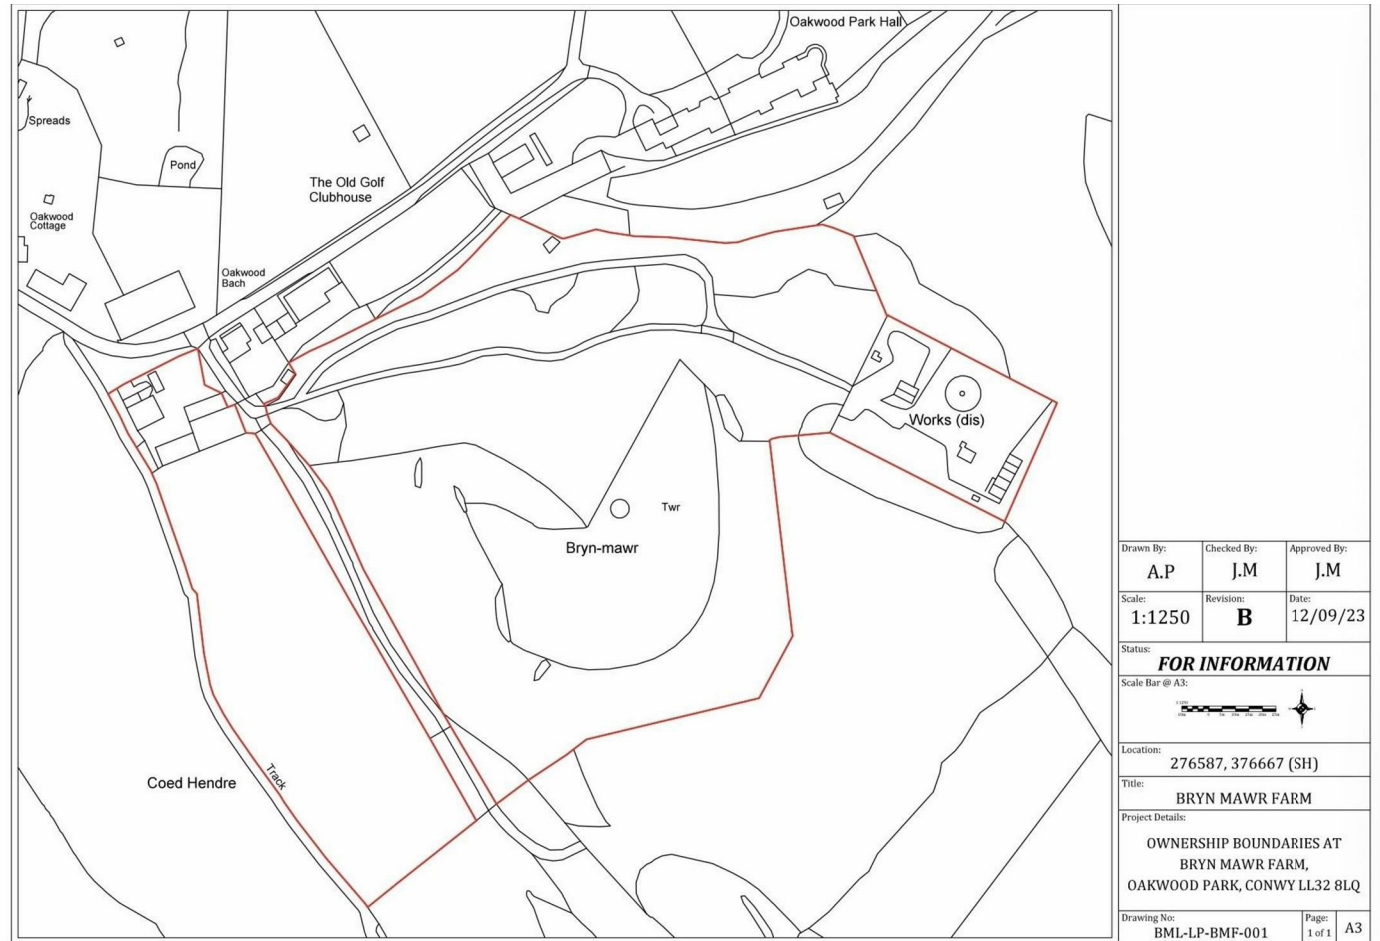 Oakwood Park Hall
Spreads
Pond
The Old Golf
Clubhouse
Oakwood
Cottage
Oakwood
Bach
Works (dis)
Twr
Bryn-mawr
Coed Hendre
Track
Drawn By:
A.P
Checked By:
J.M
Approved By:
J.M
Scale:
1:1250
Revision:
B
Date:
12/09/23
Status:
FOR INFORMATION
Scale Bar @ A3:
Location:
276587, 376667 (SH)
Title:
BRYN MAWR FARM
Project Details:
OWNERSHIP BOUNDARIES AT
BRYN MAWR FARM,
OAKWOOD PARK, CONWY LL32 8LQ
Drawing No:
BML-LP-BMF-001
Page:
1 of 1
A3